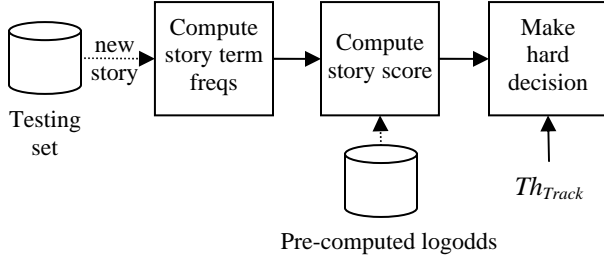 new
story
Testing
set
Compute
story term
freqs
Compute
story score
Make
hard
decision
Pre-computed logodds
Th_Track